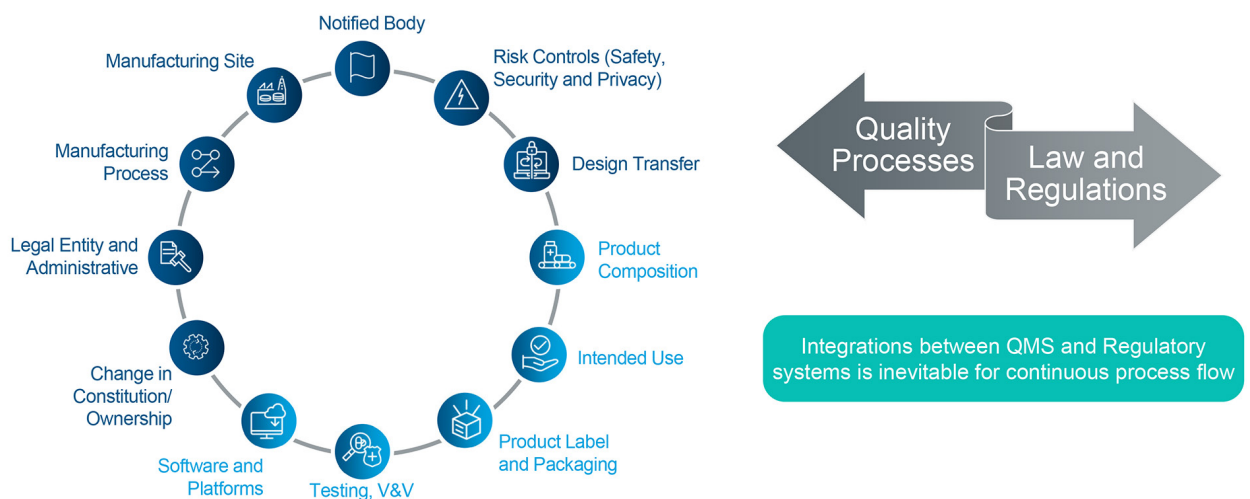 Notified Body
Risk Controls (Safety,
Security and Privacy)
Design Transfer
Product
Composition
Intended Use
Product Label
and Packaging
Testing, V&V
Software and
Platforms
Change in
Constitution/
Ownership
Legal Entity and
Administrative
Manufacturing
Process
Manufacturing Site
Quality
Processes
Law and
Regulations
Integrations between QMS and Regulatory
systems is inevitable for continuous process flow